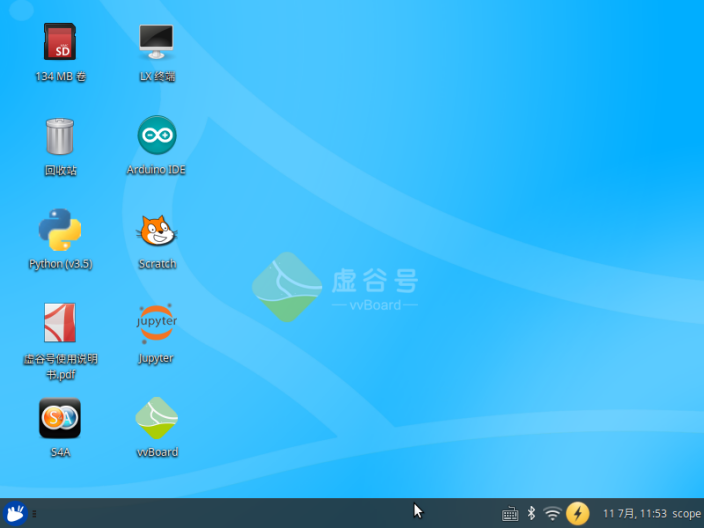 SD
134 MB 卷
LX 终端
回收站
Arduino IDE
Python (v3.5)
Scratch
虚谷号
vvBoard
jupyter
虚谷号使用说明
书.pdf
Jupyter
S4A
S4A
vvBoard
11 7月, 11:53 scope